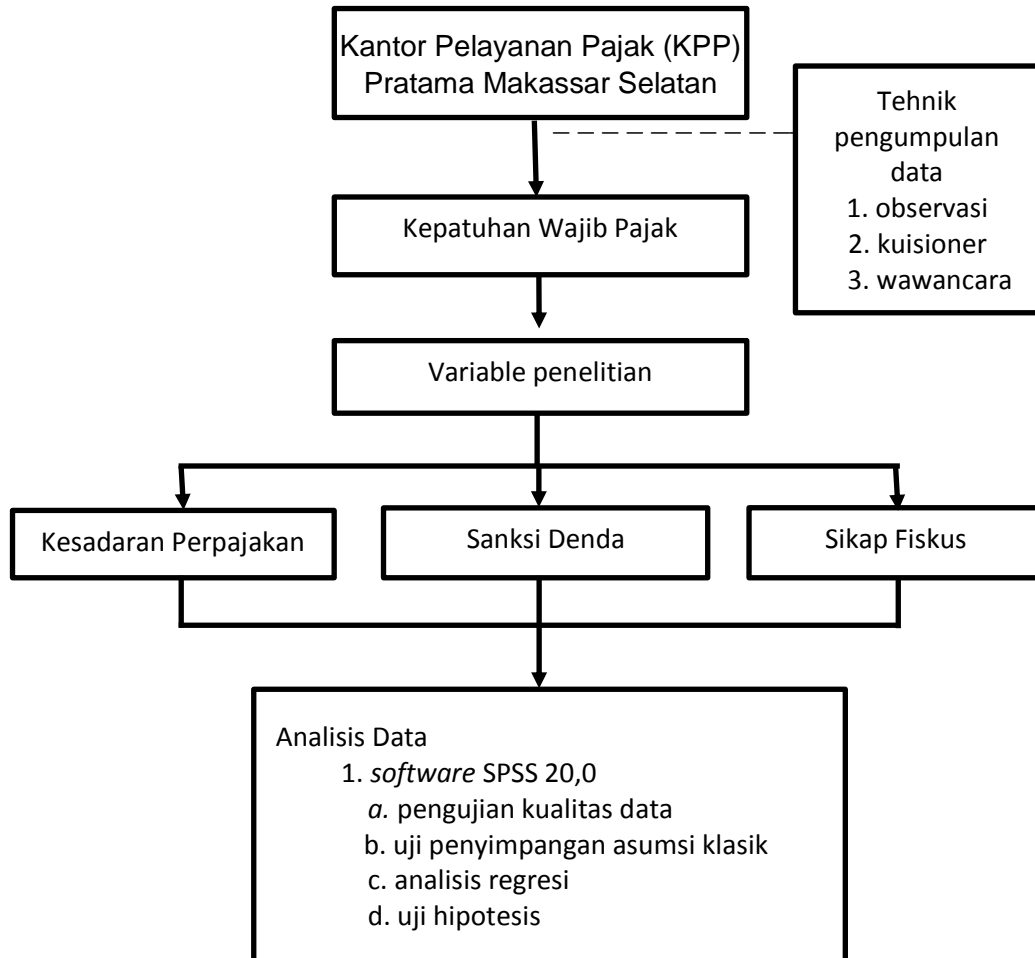 Kantor Pelayanan Pajak (KPP)
Pratama Makassar Selatan
Tehnik
pengumpulan
data
1. observasi
2. kuisioner
3. wawancara
Kepatuhan Wajib Pajak
Variable penelitian
Kesadaran Perpajakan
Sanksi Denda
Sikap Fiskus
Analisis Data
1. software SPSS 20,0
a. pengujian kualitas data
b. uji penyimpangan asumsi klasik
c. analisis regresi
d. uji hipotesis